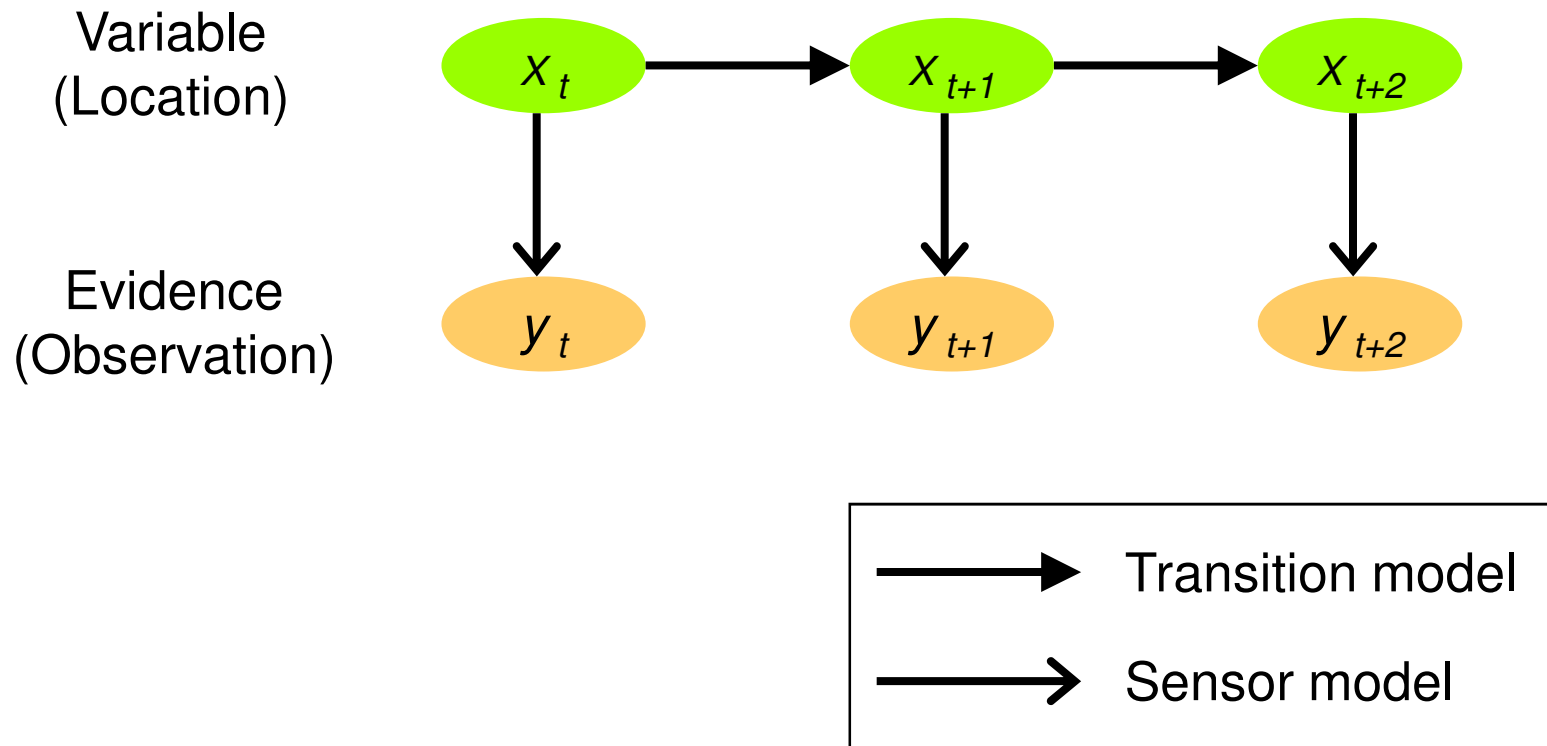 Variable
(Location)
x t
x t+1
x t+2
Evidence
(Observation)
y t
y t+1
y t+2
Transition model
Sensor model